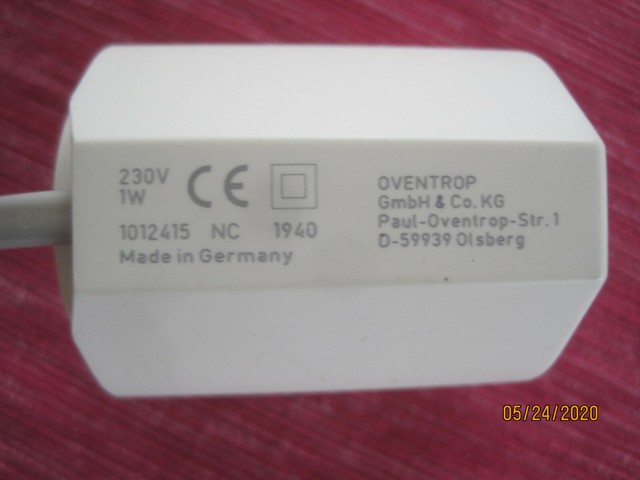 230V
1W
CE
1012415 NC 1940
Made in Germany
OVENTROP
GmbH & Co. KG
Paul-Oventrop-Str. 1
D-59939 Olsberg
05/24/2020